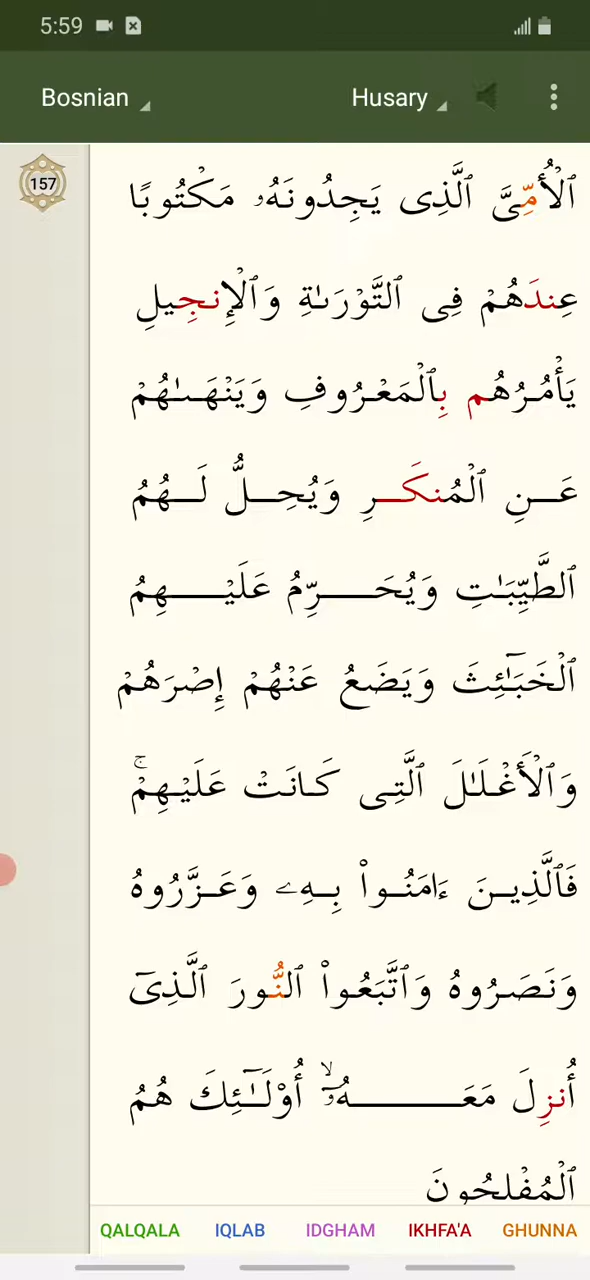 5:59
Bosnian
Husary
157
ٱلْأُمِّىَّ ٱلَّذِى يَجِدُونَهُۥ مَكْتُوبًا
عِندَهُمْ فِى ٱلتَّوْرَىٰةِ وَٱلْإِنجِيلِ
يَأْمُرُهُم بِٱلْمَعْرُوفِ وَيَنْهَىٰهُمْ
عَنِ ٱلْمُنكَرِ وَيُحِلُّ لَهُمُ
ٱلطَّيِّبَـٰتِ وَيُحَرِّمُ عَلَيْهِمُ
ٱلْخَبَـٰٓئِثَ وَيَضَعُ عَنْهُمْ إِصْرَهُمْ
وَٱلْأَغْلَـٰلَ ٱلَّتِى كَانَتْ عَلَيْهِمْ ۚ
فَٱلَّذِينَ ءَامَنُوا۟ بِهِۦ وَعَزَّرُوهُ
وَنَصَرُوهُ وَٱتَّبَعُوا۟ ٱلنُّورَ ٱلَّذِىٓ
أُنزِلَ مَعَهُۥٓ ۙ أُو۟لَـٰٓئِكَ هُمُ
ٱلْمُفْلِحُونَ
QALQALA IQLAB IDGHAM IKHFA'A GHUNNA